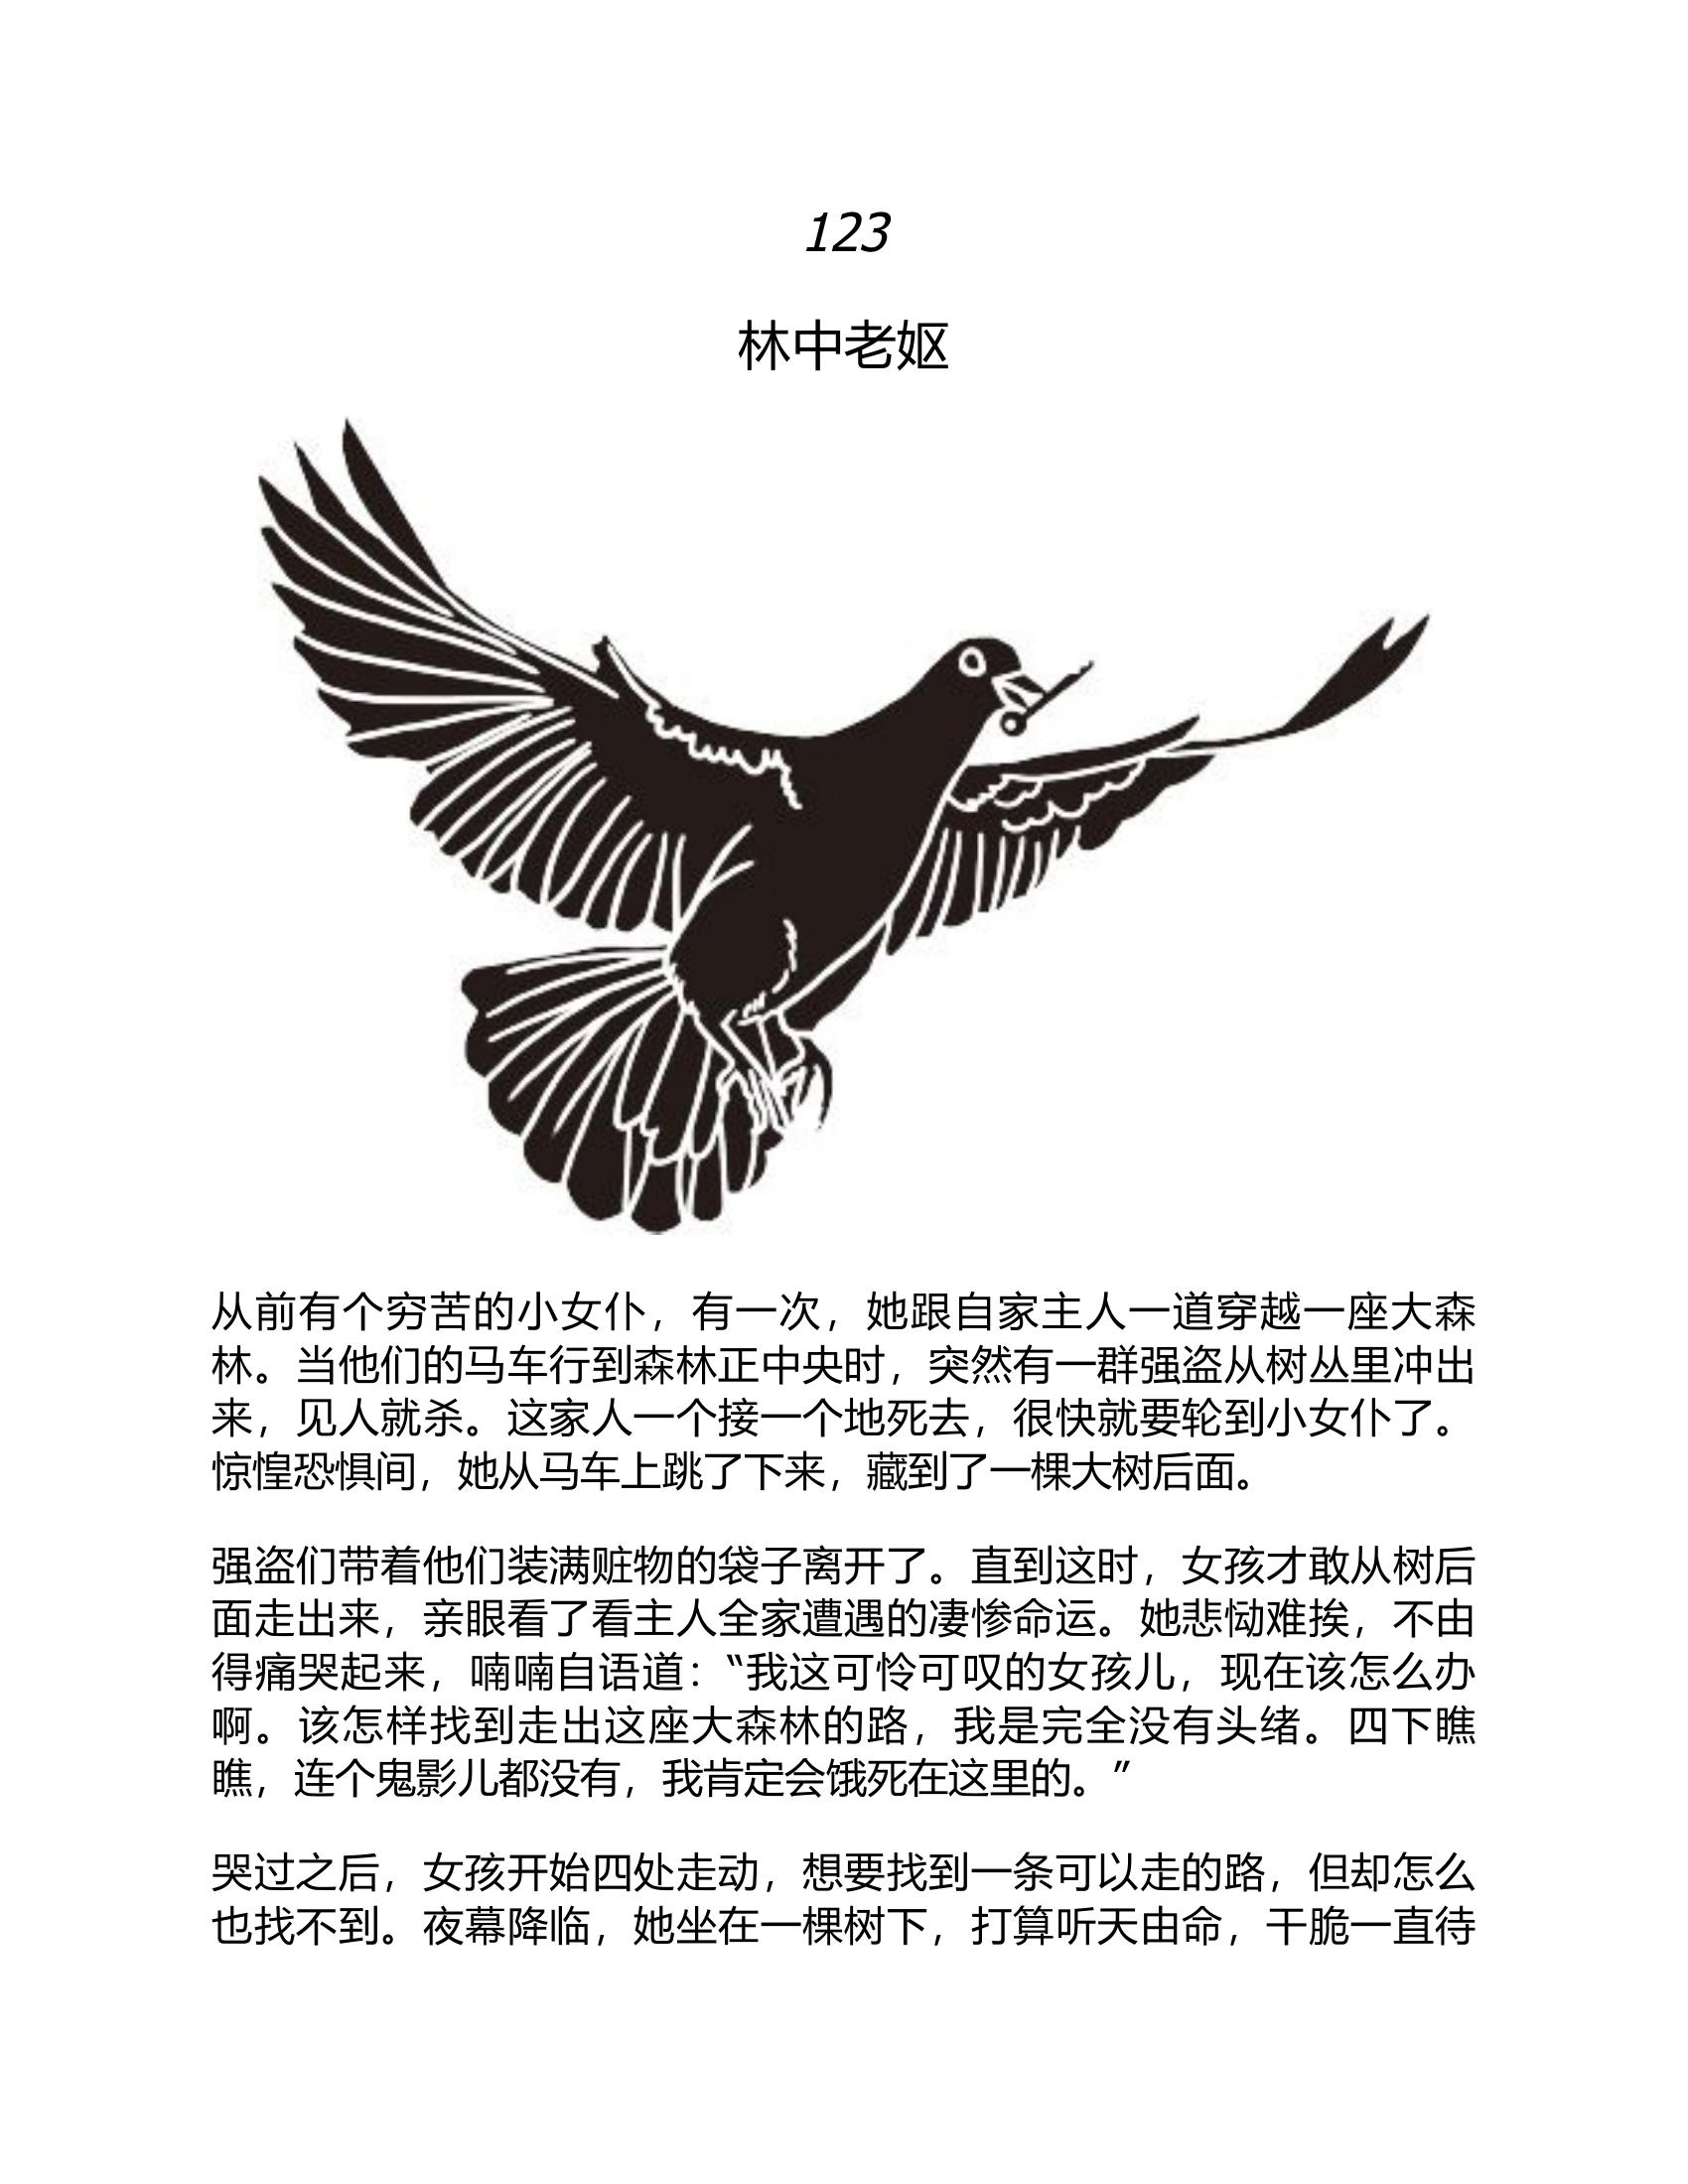 123
林中老妪
从前有个穷苦的小女仆，有一次，她跟自家主人一道穿越一座大森
林。当他们的马车行到森林正中央时，突然有一群强盗从树丛里冲出
来，见人就杀。这家人一个接一个地死去，很快就要轮到小女仆了。
惊惶恐惧间，她从马车上跳了下来，藏到了一棵大树后面。
强盗们带着他们装满赃物的袋子离开了。直到这时，女孩才敢从树后
面走出来，亲眼看了看主人全家遭遇的凄惨命运。她悲恸难挨，不由
得痛哭起来，喃喃自语道：“我这可怜可叹的女孩儿，现在该怎么办
啊。该怎样找到走出这座大森林的路，我是完全没有头绪。四下瞧
瞧，连个鬼影儿都没有，我肯定会饿死在这里的。”
哭过之后，女孩开始四处走动，想要找到一条可以走的路，但却怎么
也找不到。夜幕降临，她坐在一棵树下，打算听天由命，干脆一直待